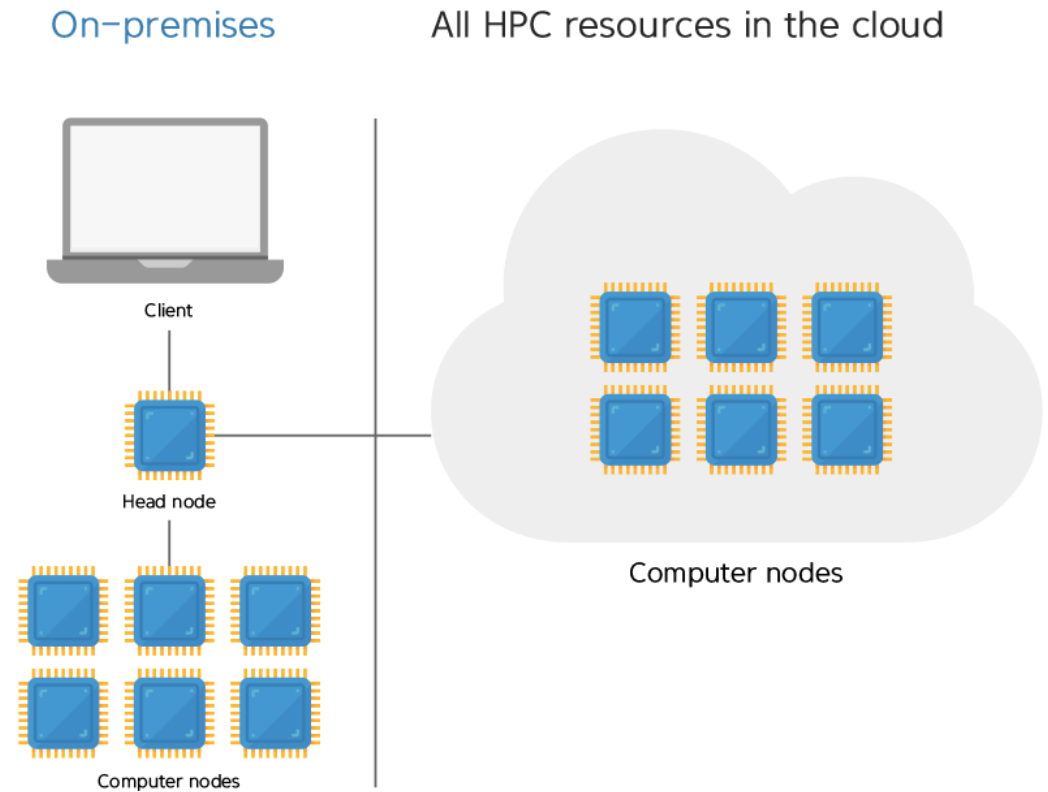 On-premises
All HPC resources in the cloud
Client
Head node
Computer nodes
Computer nodes